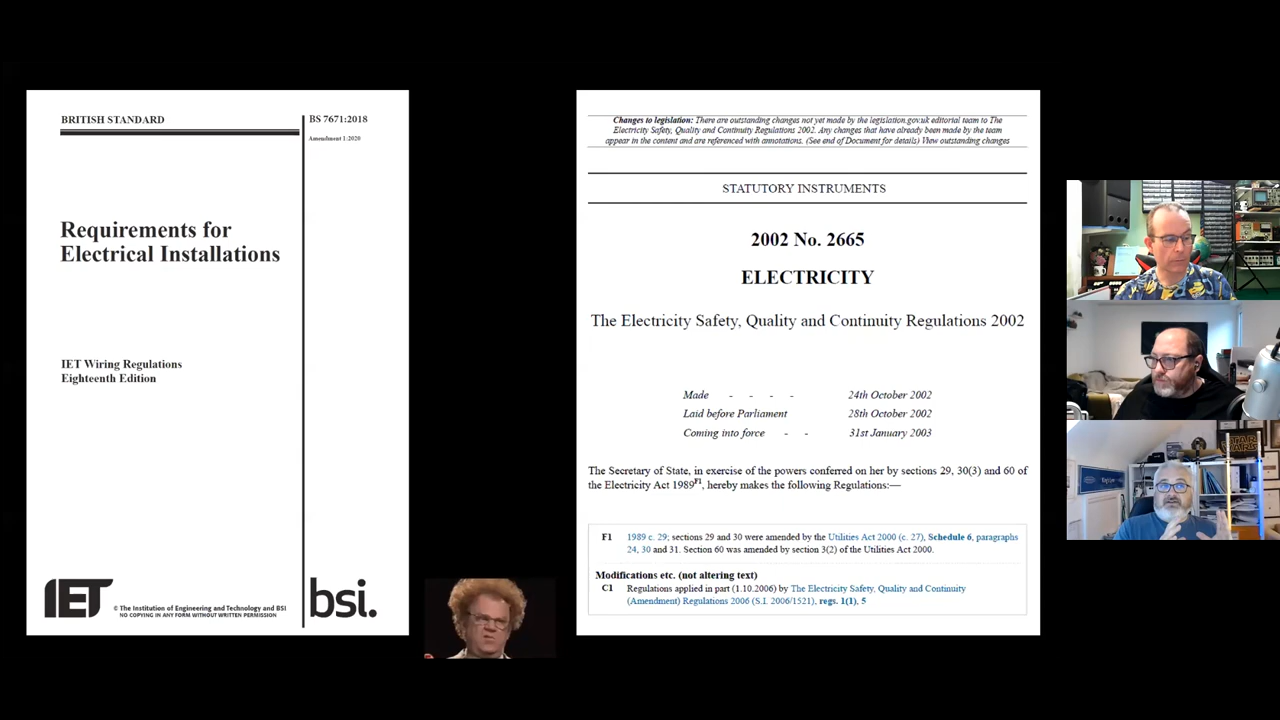 BRITISH STANDARD
BS 7671:2018
Amendment 1:2020
Requirements for
Electrical Installations
IET Wiring Regulations
Eighteenth Edition
IET
© The Institution of Engineering and Technology and BSI
NO COPYING IN ANY FORM WITHOUT WRITTEN PERMISSION
bsi.
Changes to legislation: There are outstanding changes not yet made by the legislation.gov.uk editorial team to The
Electricity Safety, Quality and Continuity Regulations 2002. Any changes that have already been made by the team
appear in the content and are referenced with annotations. (See end of Document for details) View outstanding changes
STATUTORY INSTRUMENTS
2002 No. 2665
ELECTRICITY
The Electricity Safety, Quality and Continuity Regulations 2002
Made - - - - 24th October 2002
Laid before Parliament 28th October 2002
Coming into force - - 31st January 2003
The Secretary of State, in exercise of the powers conferred on her by sections 29, 30(3) and 60 of
the Electricity Act 1989F1, hereby makes the following Regulations:—
F1 1989 c. 29; sections 29 and 30 were amended by the Utilities Act 2000 (c. 27), Schedule 6, paragraphs
24, 30 and 31. Section 60 was amended by section 3(2) of the Utilities Act 2000.
Modifications etc. (not altering text)
C1 Regulations applied in part (1.10.2006) by The Electricity Safety, Quality and Continuity
(Amendment) Regulations 2006 (S.I. 2006/1521), regs. 1(1), 5
STAR
WARS